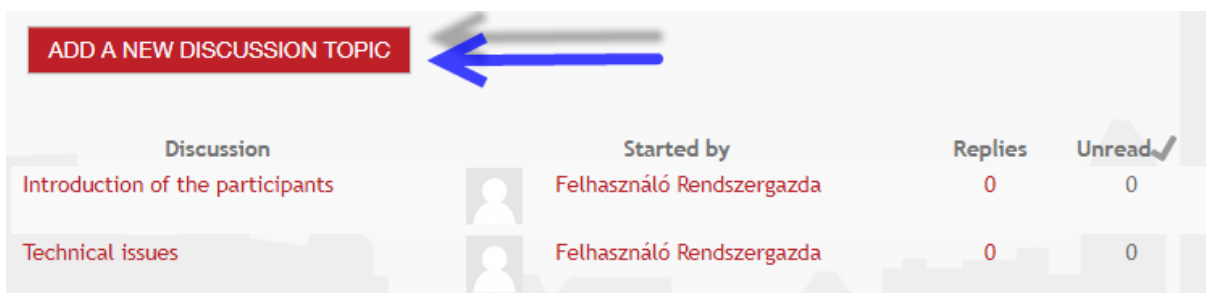 ADD A NEW DISCUSSION TOPIC
Discussion Started by Replies Unread
Introduction of the participants Felhasználó Rendszergazda 0 0
Technical issues Felhasználó Rendszergazda 0 0